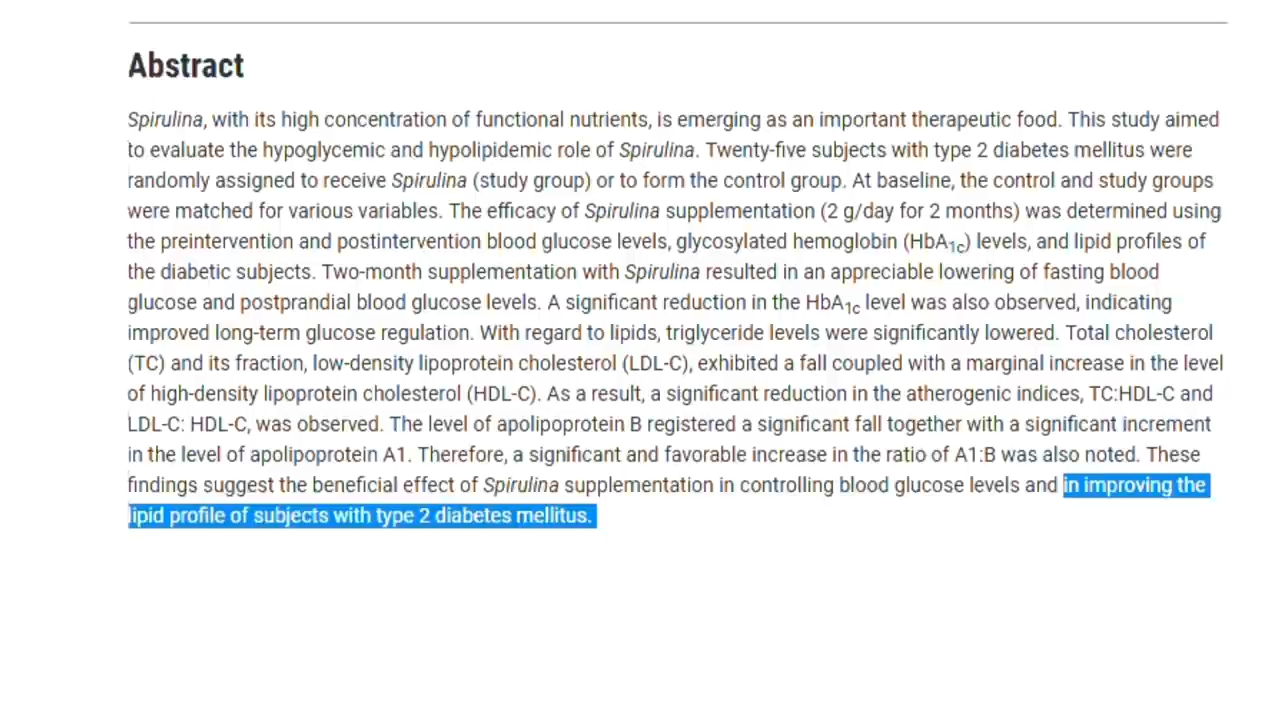 Abstract
Spirulina, with its high concentration of functional nutrients, is emerging as an important therapeutic food. This study aimed
to evaluate the hypoglycemic and hypolipidemic role of Spirulina. Twenty-five subjects with type 2 diabetes mellitus were
randomly assigned to receive Spirulina (study group) or to form the control group. At baseline, the control and study groups
were matched for various variables. The efficacy of Spirulina supplementation (2 g/day for 2 months) was determined using
the preintervention and postintervention blood glucose levels, glycosylated hemoglobin (HbA1c) levels, and lipid profiles of
the diabetic subjects. Two-month supplementation with Spirulina resulted in an appreciable lowering of fasting blood
glucose and postprandial blood glucose levels. A significant reduction in the HbA1c level was also observed, indicating
improved long-term glucose regulation. With regard to lipids, triglyceride levels were significantly lowered. Total cholesterol
(TC) and its fraction, low-density lipoprotein cholesterol (LDL-C), exhibited a fall coupled with a marginal increase in the level
of high-density lipoprotein cholesterol (HDL-C). As a result, a significant reduction in the atherogenic indices, TC:HDL-C and
LDL-C: HDL-C, was observed. The level of apolipoprotein B registered a significant fall together with a significant increment
in the level of apolipoprotein A1. Therefore, a significant and favorable increase in the ratio of A1:B was also noted. These
findings suggest the beneficial effect of Spirulina supplementation in controlling blood glucose levels and in improving the
lipid profile of subjects with type 2 diabetes mellitus.